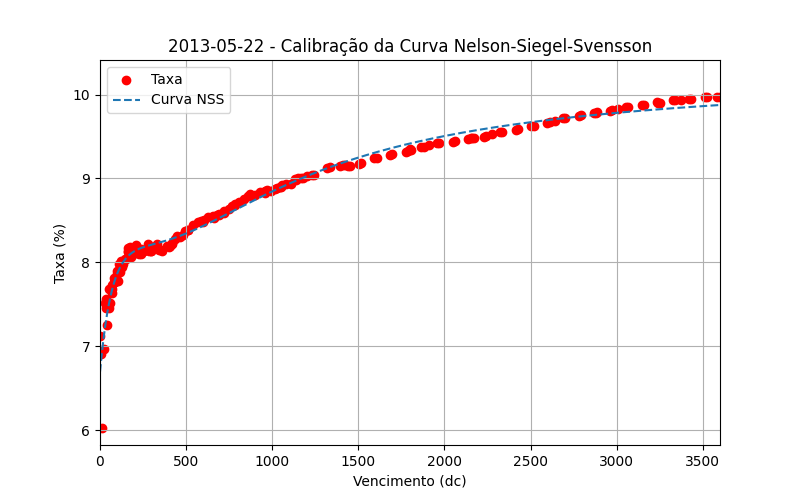 2013-05-22 - Calibração da Curva Nelson-Siegel-Svensson
Taxa
Curva NSS
Taxa (%)
10
9
8
7
6
0 500 1000 1500 2000 2500 3000 3500
Vencimento (dc)